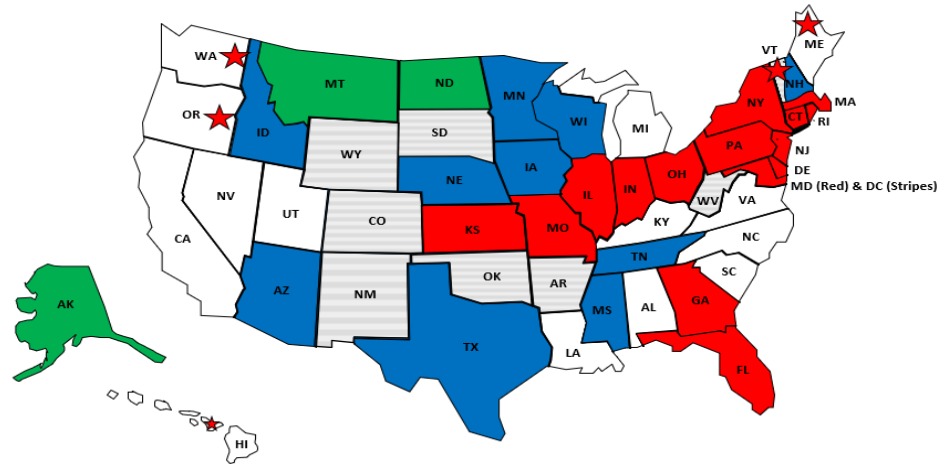 WA
OR
CA
NV
ID
MT
WY
UT
AZ
CO
NM
ND
SD
NE
KS
OK
TX
MN
IA
MO
AR
LA
WI
IL
MI
IN
OH
KY
TN
MS
AL
GA
FL
SC
NC
VA
WV
PA
NY
VT
NH
ME
MA
CT
RI
NJ
DE
MD (Red) & DC (Stripes)
AK
HI